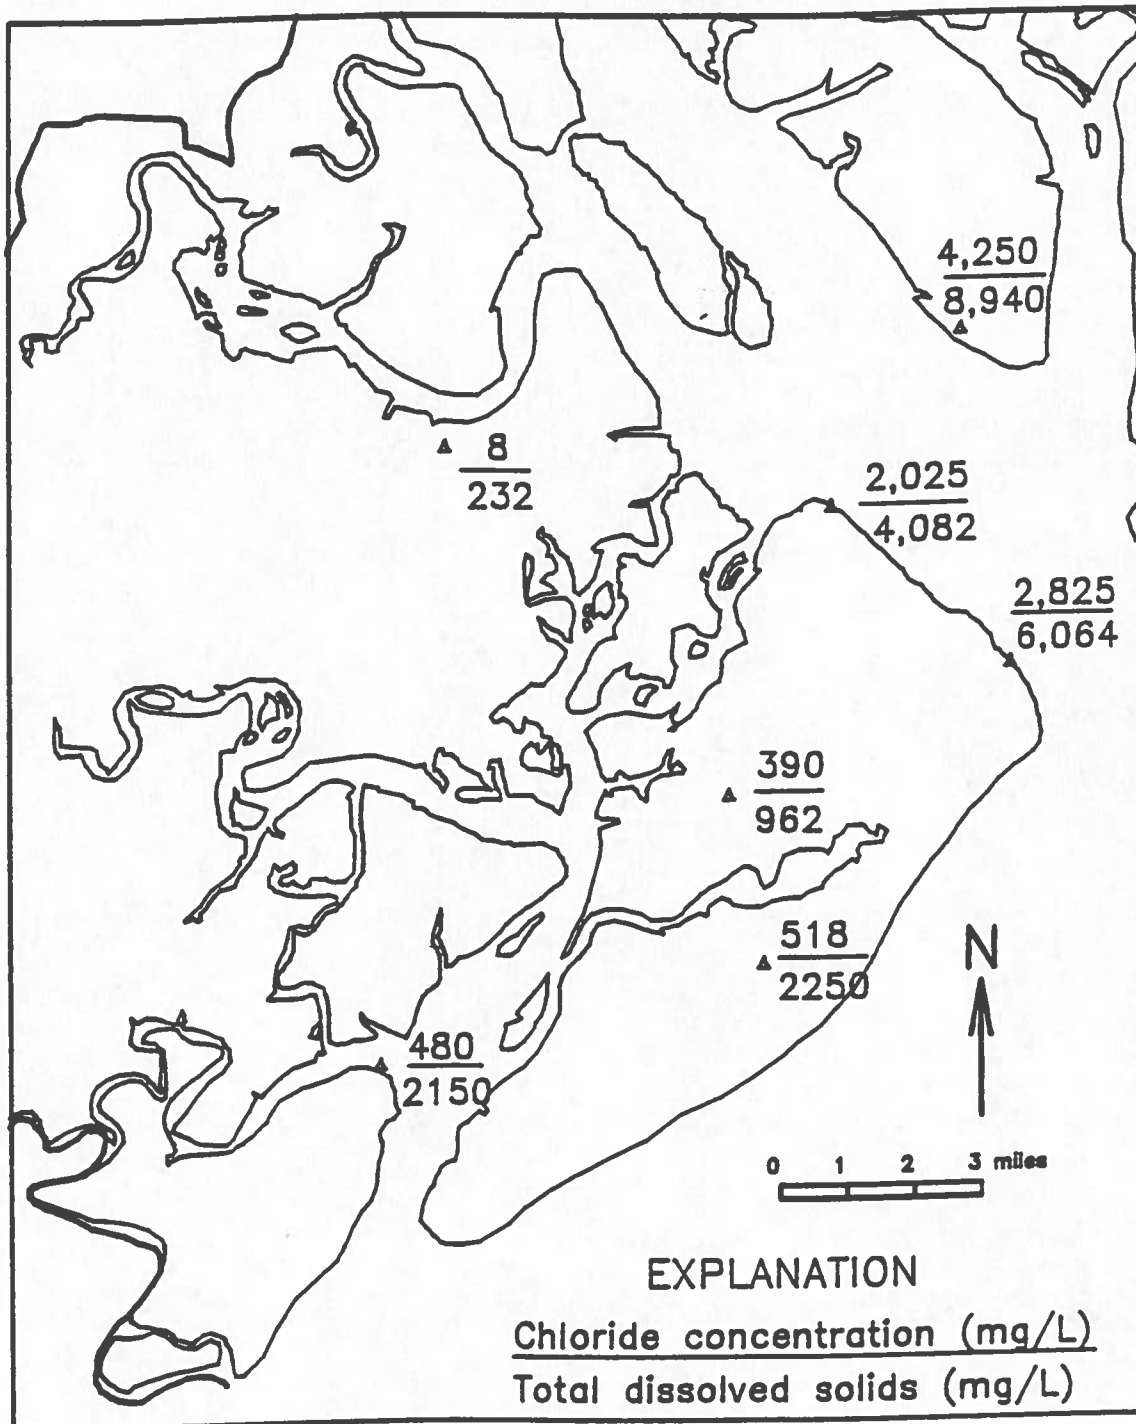 4,250
8,940
8
232
2,025
4,082
2,825
6,064
390
962
518
2250
N
480
2150
0 1 2 3 miles
EXPLANATION
Chloride concentration (mg/L)
Total dissolved solids (mg/L)